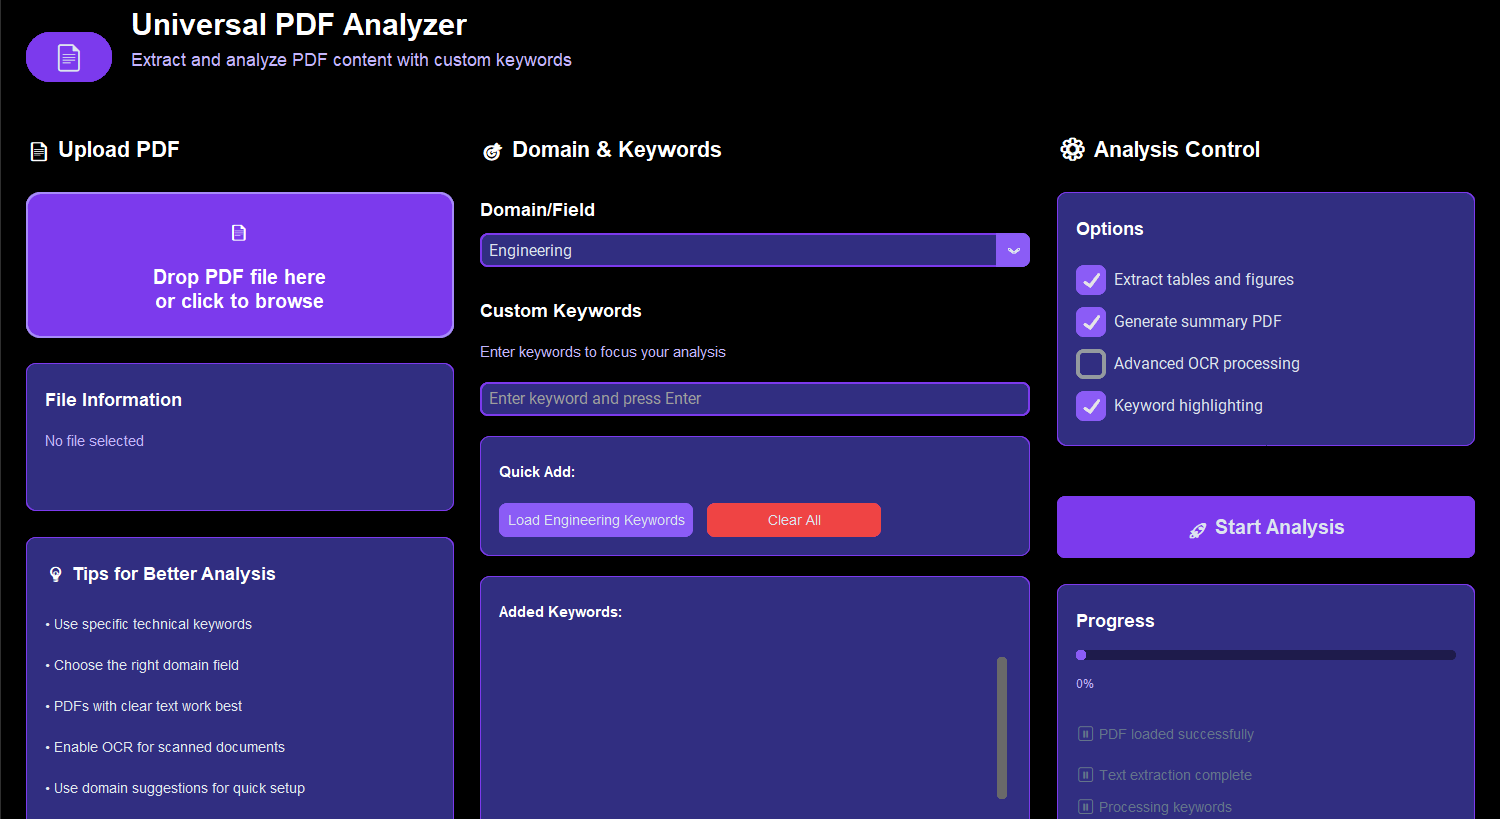 Universal PDF Analyzer
Extract and analyze PDF content with custom keywords
Upload PDF
Drop PDF file here
or click to browse
File Information
No file selected
Tips for Better Analysis
• Use specific technical keywords
• Choose the right domain field
• PDFs with clear text work best
• Enable OCR for scanned documents
• Use domain suggestions for quick setup
Domain & Keywords
Domain/Field
Engineering
Custom Keywords
Enter keywords to focus your analysis
Enter keyword and press Enter
Quick Add:
Load Engineering Keywords
Clear All
Added Keywords:
Analysis Control
Options
Extract tables and figures
Generate summary PDF
Advanced OCR processing
Keyword highlighting
Start Analysis
Progress
0%
PDF loaded successfully
Text extraction complete
Processing keywords